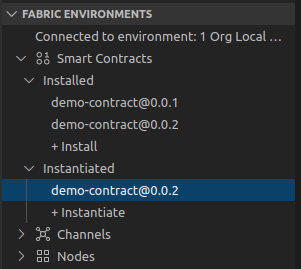 FABRIC ENVIRONMENTS
Connected to environment: 1 Org Local ...
Smart Contracts
Installed
demo-contract@0.0.1
demo-contract@0.0.2
+ Install
Instantiated
demo-contract@0.0.2
+ Instantiate
Channels
Nodes